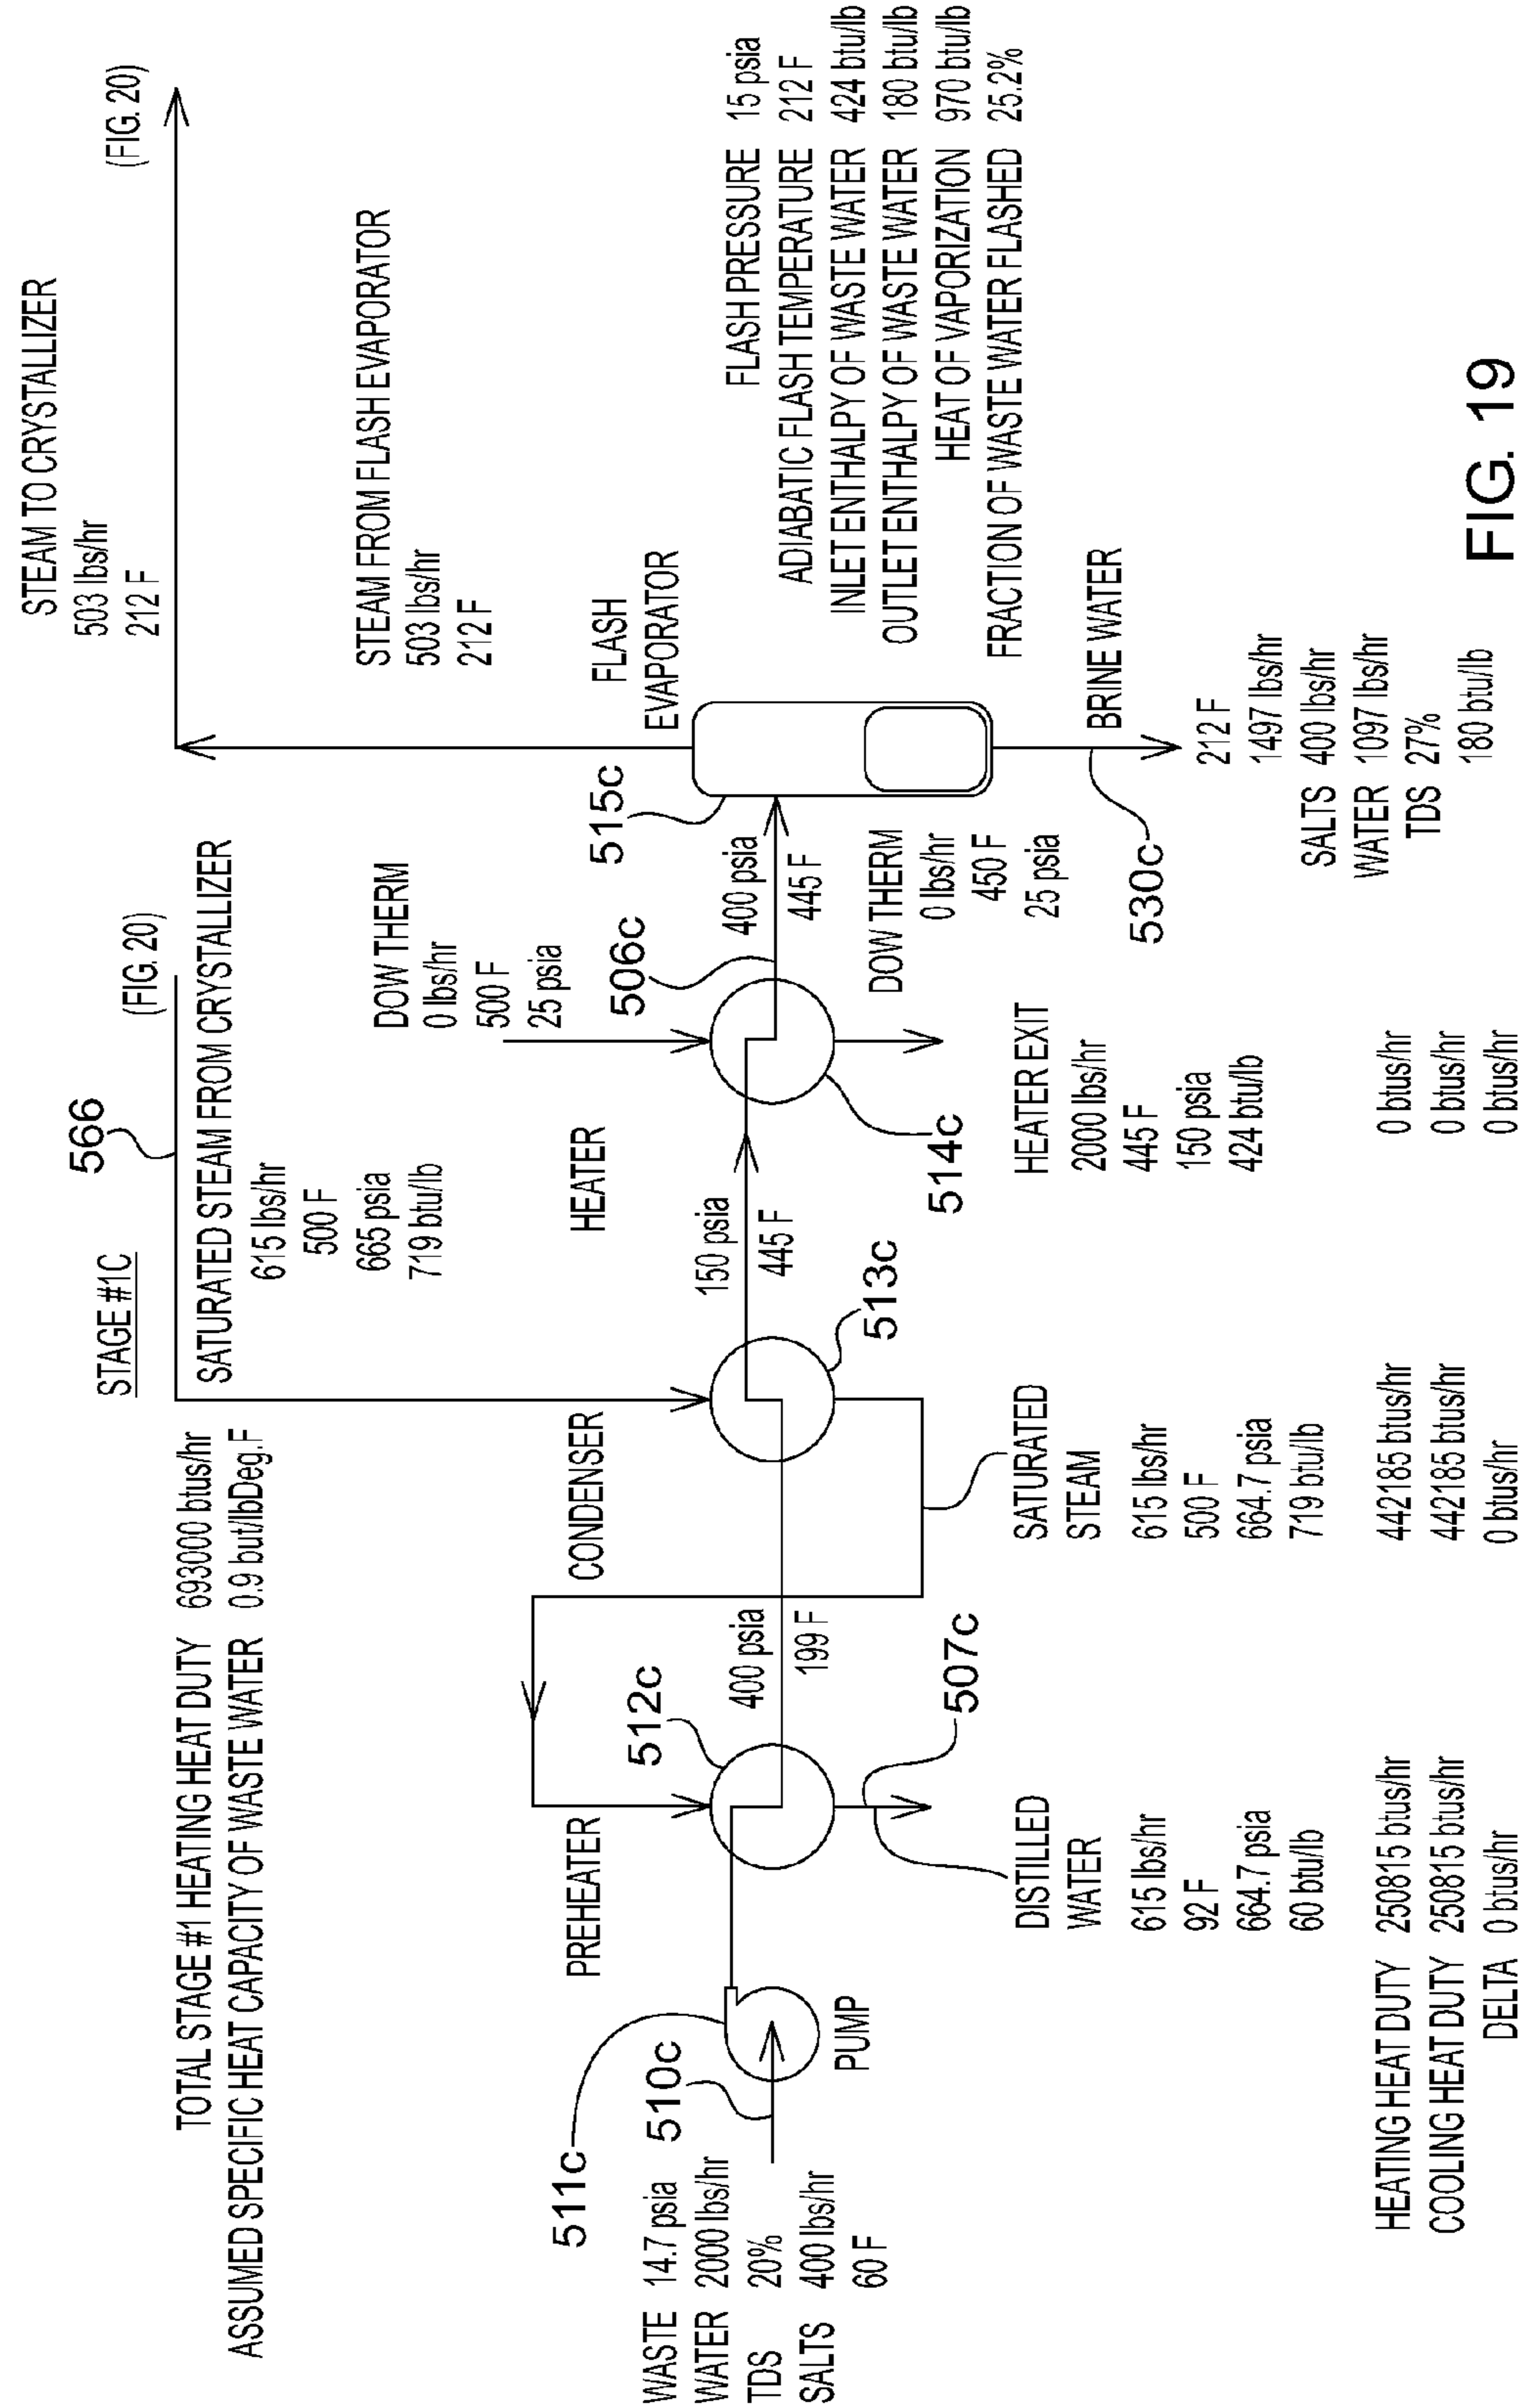 STAGE #1C
566
(FIG. 20)
STEAM TO CRYSTALLIZER
503 lbs/hr
212 F
(FIG. 20)
TOTAL STAGE #1 HEATING HEAT DUTY 693000 btus/hr
ASSUMED SPECIFIC HEAT CAPACITY OF WASTE WATER 0.9 but/lbDeg.F
SATURATED STEAM FROM CRYSTALLIZER
615 lbs/hr
500 F
665 psia
719 btu/lb
STEAM FROM FLASH EVAPORATOR
503 lbs/hr
212 F
DOW THERM
0 lbs/hr
500 F
25 psia
511c
PREHEATER
512c
CONDENSER
HEATER
506c
515c
FLASH
EVAPORATOR
WASTE 14.7 psia
WATER 2000 lbs/hr
TDS 20%
SALTS 400 lbs/hr
60 F
510c
PUMP
400 psia
199 F
507c
150 psia
445 F
513c
514c
400 psia
445 F
DOW THERM
0 lbs/hr
450 F
25 psia
530c
BRINE WATER
212 F
1497 lbs/hr
SALTS 400 lbs/hr
WATER 1097 lbs/hr
TDS 27%
180 btu/lb
FLASH PRESSURE 15 psia
ADIABATIC FLASH TEMPERATURE 212 F
INLET ENTHALPY OF WASTE WATER 424 btu/lb
OUTLET ENTHALPY OF WASTE WATER 180 btu/lb
HEAT OF VAPORIZATION 970 btu/lb
FRACTION OF WASTE WATER FLASHED 25.2%
DISTILLED
WATER
615 lbs/hr
92 F
664.7 psia
60 btu/lb
SATURATED
STEAM
615 lbs/hr
500 F
664.7 psia
719 btu/lb
HEATER EXIT
2000 lbs/hr
445 F
150 psia
424 btu/lb
HEATING HEAT DUTY 250815 btus/hr 442185 btus/hr 0 btus/hr
COOLING HEAT DUTY 250815 btus/hr 442185 btus/hr 0 btus/hr
DELTA 0 btus/hr 0 btus/hr 0 btus/hr
FIG. 19